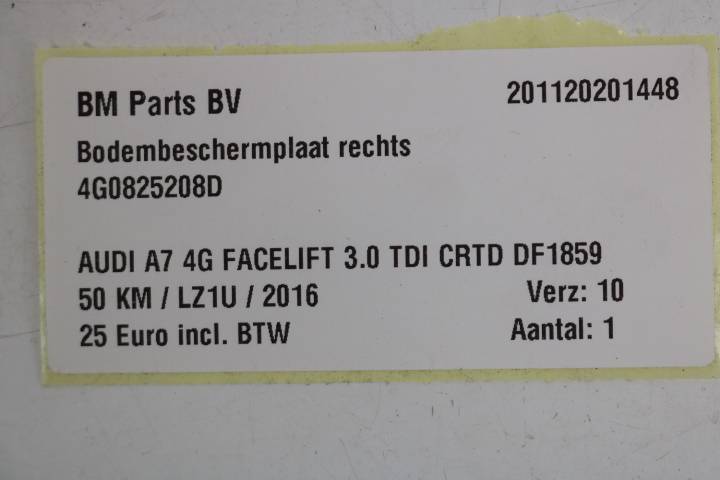 BM Parts BV 201120201448
Bodembeschermplaat rechts
4G0825208D
AUDI A7 4G FACELIFT 3.0 TDI CRTD DF1859
50 KM / LZ1U / 2016 Verz: 10
25 Euro incl. BTW Aantal: 1